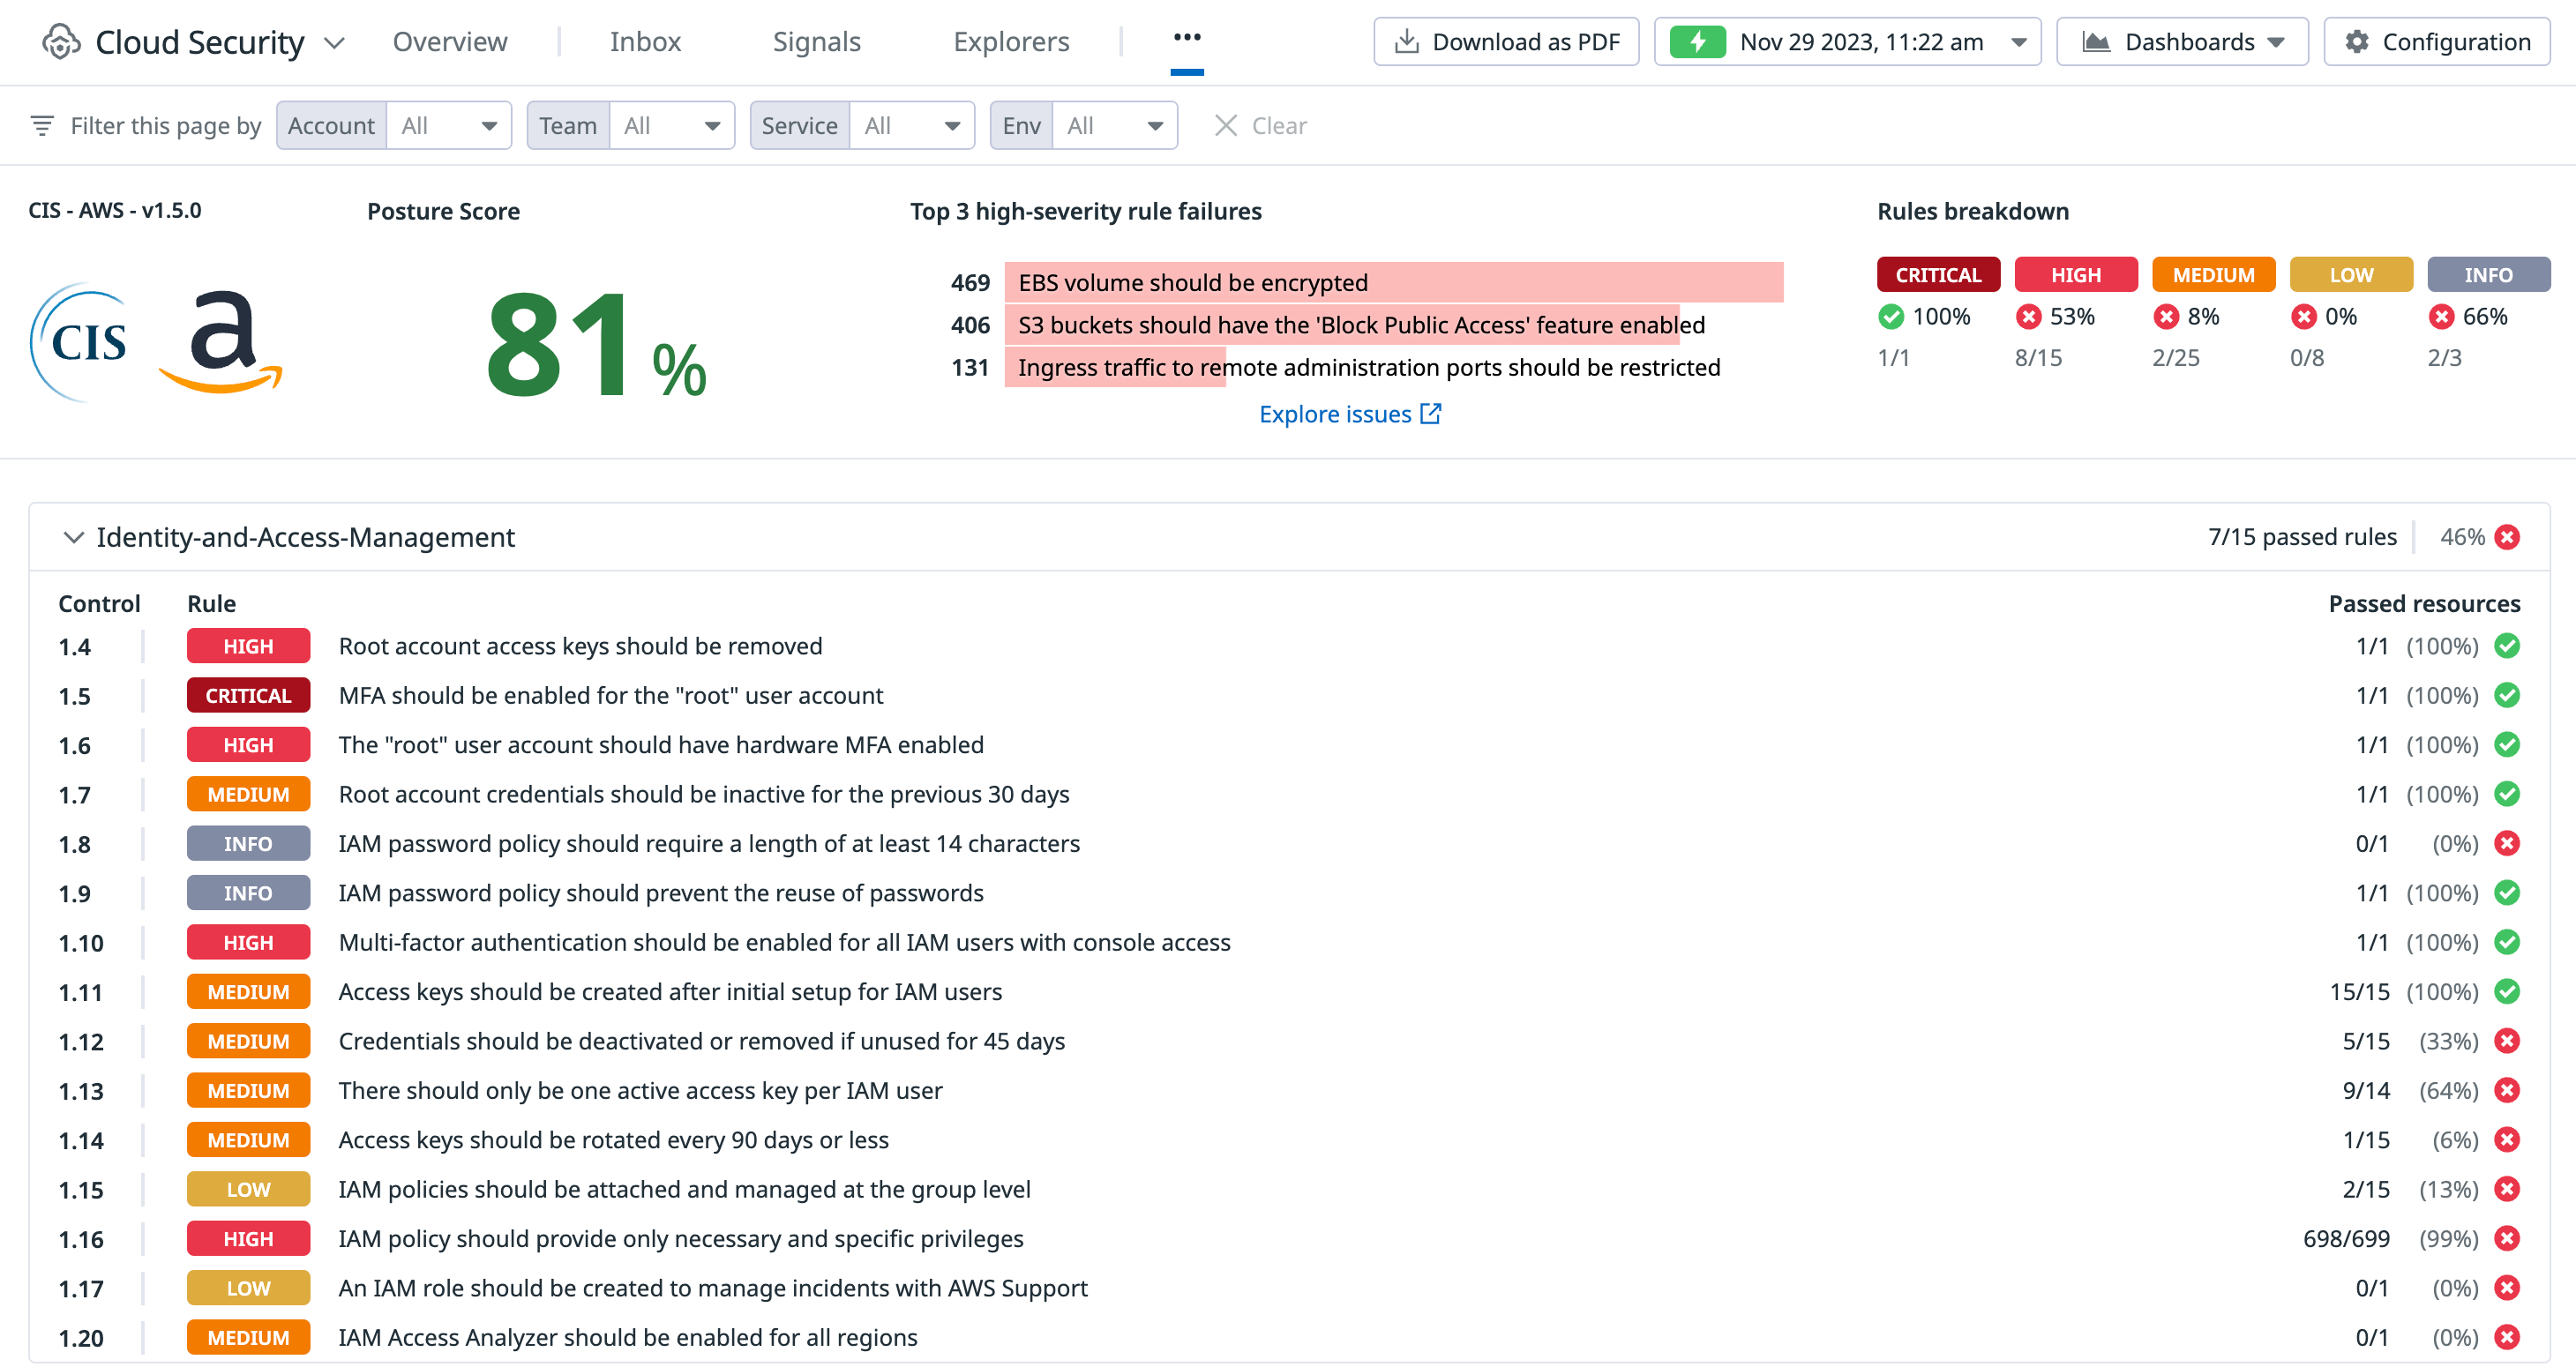 Cloud Security Overview Inbox Signals Explorers ••• Download as PDF Nov 29 2023, 11:22 am Dashboards Configuration
Filter this page by Account All Team All Service All Env All Clear
CIS - AWS - v1.5.0 Posture Score Top 3 high-severity rule failures Rules breakdown
CIS a
81 %
469 EBS volume should be encrypted
406 S3 buckets should have the 'Block Public Access' feature enabled
131 Ingress traffic to remote administration ports should be restricted
Explore issues
CRITICAL HIGH MEDIUM LOW INFO
100% 53% 8% 0% 66%
1/1 8/15 2/25 0/8 2/3
Identity-and-Access-Management 7/15 passed rules 46%
Control Rule Passed resources
1.4 HIGH Root account access keys should be removed 1/1 (100%)
1.5 CRITICAL MFA should be enabled for the "root" user account 1/1 (100%)
1.6 HIGH The "root" user account should have hardware MFA enabled 1/1 (100%)
1.7 MEDIUM Root account credentials should be inactive for the previous 30 days 1/1 (100%)
1.8 INFO IAM password policy should require a length of at least 14 characters 0/1 (0%)
1.9 INFO IAM password policy should prevent the reuse of passwords 1/1 (100%)
1.10 HIGH Multi-factor authentication should be enabled for all IAM users with console access 1/1 (100%)
1.11 MEDIUM Access keys should be created after initial setup for IAM users 15/15 (100%)
1.12 MEDIUM Credentials should be deactivated or removed if unused for 45 days 5/15 (33%)
1.13 MEDIUM There should only be one active access key per IAM user 9/14 (64%)
1.14 MEDIUM Access keys should be rotated every 90 days or less 1/15 (6%)
1.15 LOW IAM policies should be attached and managed at the group level 2/15 (13%)
1.16 HIGH IAM policy should provide only necessary and specific privileges 698/699 (99%)
1.17 LOW An IAM role should be created to manage incidents with AWS Support 0/1 (0%)
1.20 MEDIUM IAM Access Analyzer should be enabled for all regions 0/1 (0%)